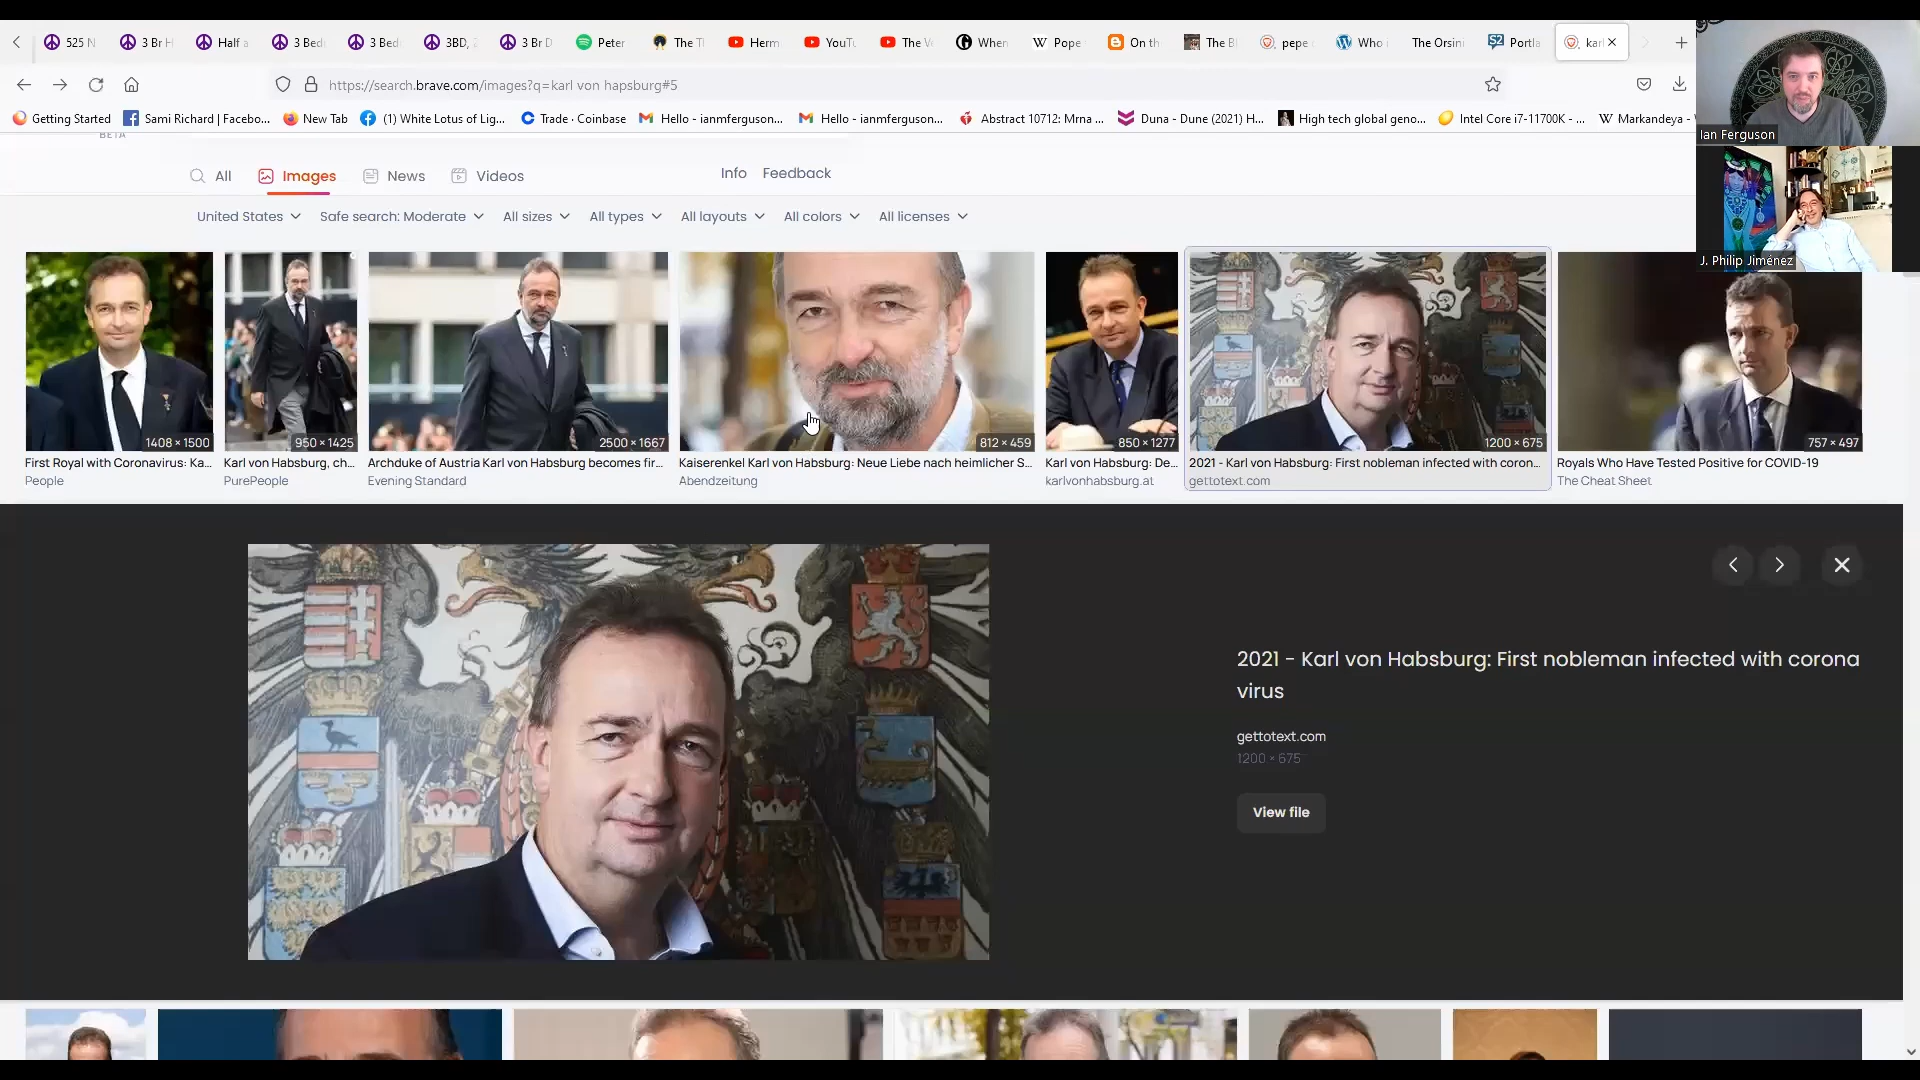 525 N
3 Br H
Half a
3 Bed
3 Bed
3BD, 2
3 Br D
Peter
The T
Herm
YouTu
The V
When
Pope
On th
The B
pepe
Who i
The Orsini
Portla
karl
https://search.brave.com/images?q=karl von hapsburg#5
Getting Started
Sami Richard | Facebo...
New Tab
(1) White Lotus of Lig...
Trade · Coinbase
Hello - ianmferguson...
Hello - ianmferguson...
Abstract 10712: Mrna ...
Duna - Dune (2021) H...
High tech global geno...
Intel Core i7-11700K - ...
Markandeya -
Ian Ferguson
J. Philip Jiménez
BETA
All
Images
News
Videos
Info
Feedback
United States
Safe search: Moderate
All sizes
All types
All layouts
All colors
All licenses
1408 × 1500
950 × 1425
2500 × 1667
812 × 459
850 × 1277
1200 × 675
757 × 497
First Royal with Coronavirus: Ka...
Karl von Habsburg, ch...
Archduke of Austria Karl von Habsburg becomes fir...
Kaiserenkel Karl von Habsburg: Neue Liebe nach heimlicher S...
Karl von Habsburg: De...
2021 - Karl von Habsburg: First nobleman infected with coron...
Royals Who Have Tested Positive for COVID-19
People
PurePeople
Evening Standard
Abendzeitung
karlvonhabsburg.at
gettotext.com
The Cheat Sheet
2021 - Karl von Habsburg: First nobleman infected with corona
virus
gettotext.com
1200 × 675
View file